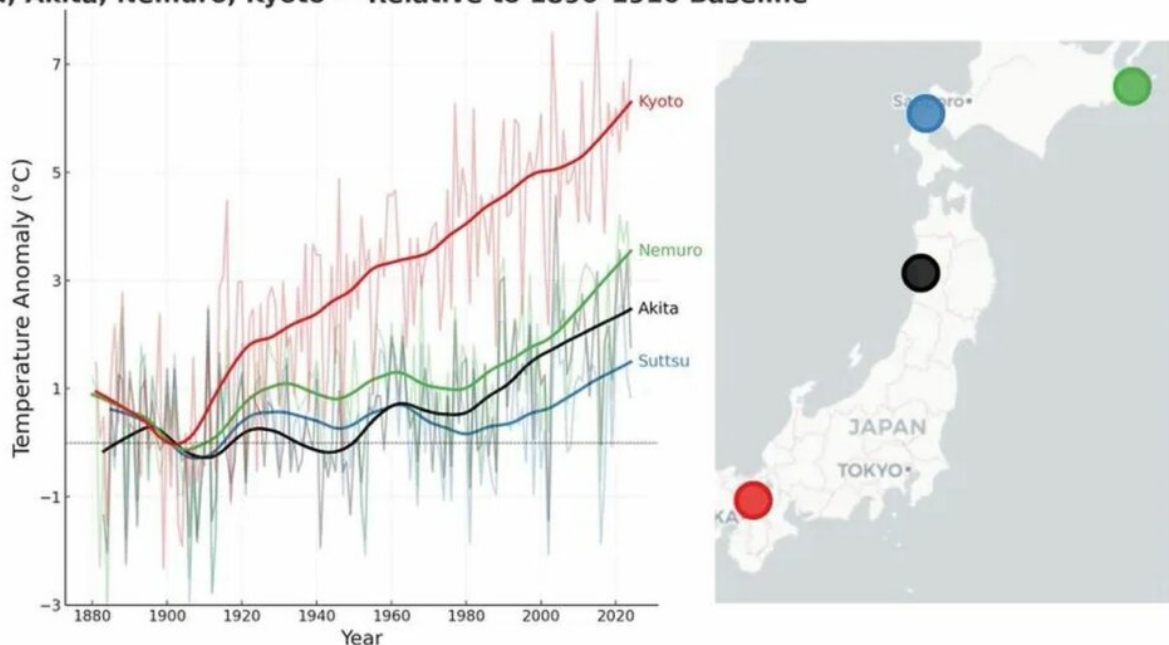 Akita, Nemuro, Kyoto — Relative to 1890–1910 Baseline
Temperature Anomaly (°C)
7
5
3
1
−1
−3
Kyoto
Nemuro
Akita
Suttsu
1880 1900 1920 1940 1960 1980 2000 2020
Year
JAPAN
TOKYO
KA